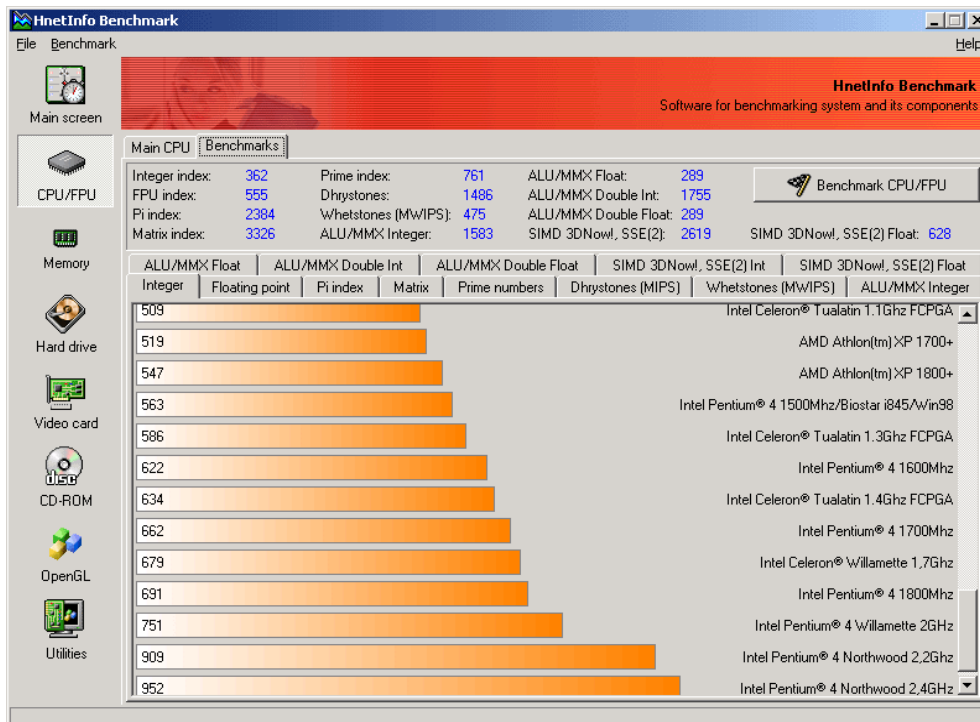 HnetInfo Benchmark
File Benchmark Help
HnetInfo Benchmark
Software for benchmarking system and its components
Main screen
CPU/FPU
Memory
Hard drive
Video card
CD-ROM
OpenGL
Utilities
Main CPU Benchmarks
Integer index: 362 Prime index: 761 ALU/MMX Float: 289
FPU index: 555 Dhrystones: 1486 ALU/MMX Double Int: 1755
Pi index: 2384 Whetstones (MWIPS): 475 ALU/MMX Double Float: 289
Matrix index: 3326 ALU/MMX Integer: 1583 SIMD 3DNow!, SSE(2): 2619 SIMD 3DNow!, SSE(2) Float: 628
Benchmark CPU/FPU
ALU/MMX Float ALU/MMX Double Int ALU/MMX Double Float SIMD 3DNow!, SSE(2) Int SIMD 3DNow!, SSE(2) Float
Integer Floating point Pi index Matrix Prime numbers Dhrystones (MIPS) Whetstones (MWIPS) ALU/MMX Integer
509 Intel Celeron® Tualatin 1.1Ghz FCPGA
519 AMD Athlon(tm) XP 1700+
547 AMD Athlon(tm) XP 1800+
563 Intel Pentium® 4 1500Mhz/Biostar i845/Win98
586 Intel Celeron® Tualatin 1.3Ghz FCPGA
622 Intel Pentium® 4 1600Mhz
634 Intel Celeron® Tualatin 1.4Ghz FCPGA
662 Intel Pentium® 4 1700Mhz
679 Intel Celeron® Willamette 1,7Ghz
691 Intel Pentium® 4 1800Mhz
751 Intel Pentium® 4 Willamette 2GHz
909 Intel Pentium® 4 Northwood 2,2Ghz
952 Intel Pentium® 4 Northwood 2,4GHz